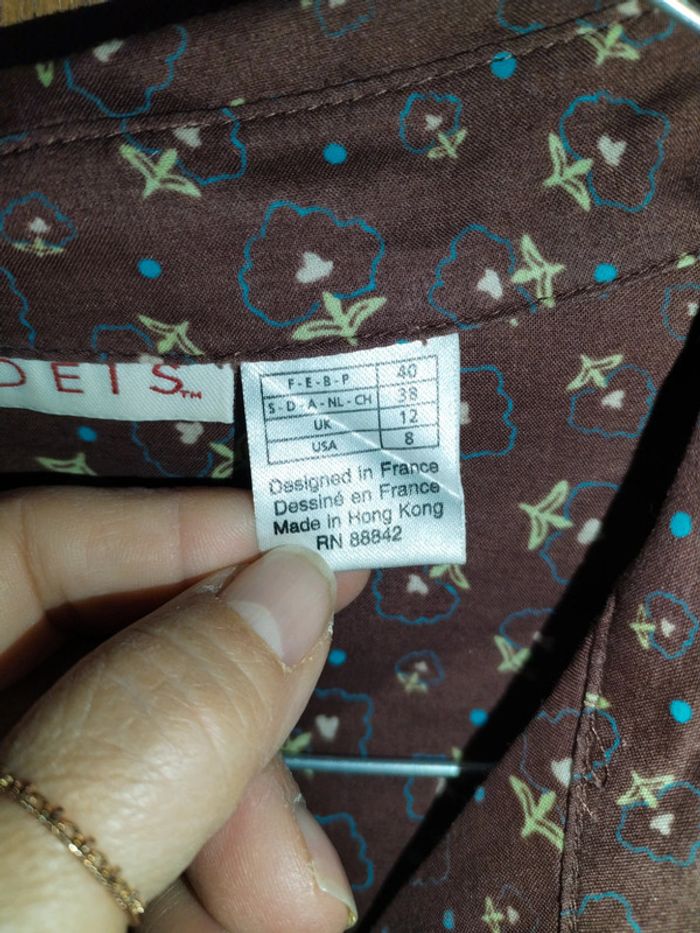 DEIS™
F-E-B-P 40
S-D-A-NL-CH 38
UK 12
USA 8
Designed in France
Dessiné en France
Made in Hong Kong
RN 88842